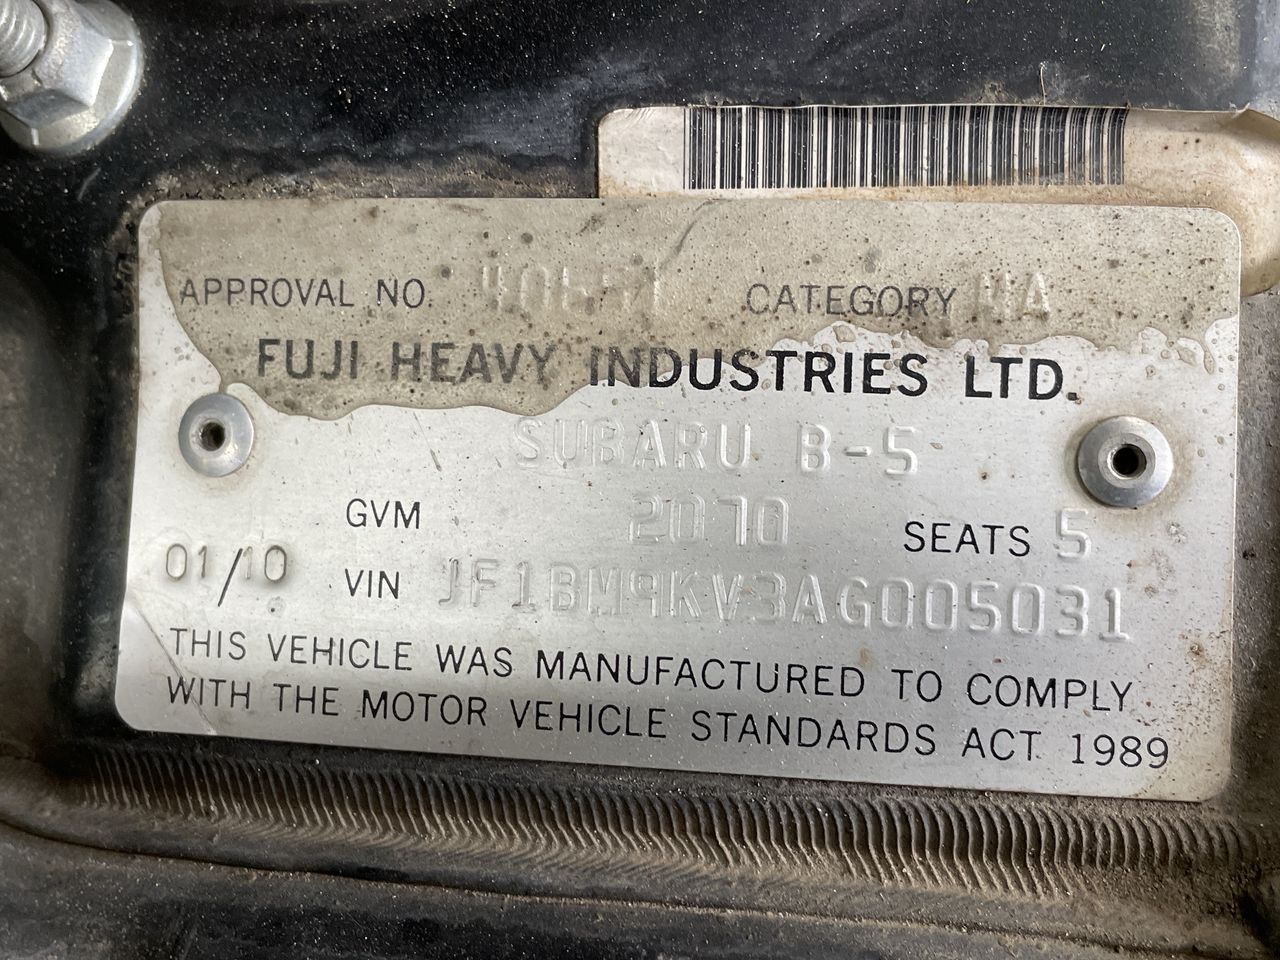 APPROVAL NO. CATEGORY MA
FUJI HEAVY INDUSTRIES LTD.
SUBARU B-5
GVM 2070 SEATS 5
01/10 VIN JF1BM9KV3AG005031
THIS VEHICLE WAS MANUFACTURED TO COMPLY
WITH THE MOTOR VEHICLE STANDARDS ACT 1989